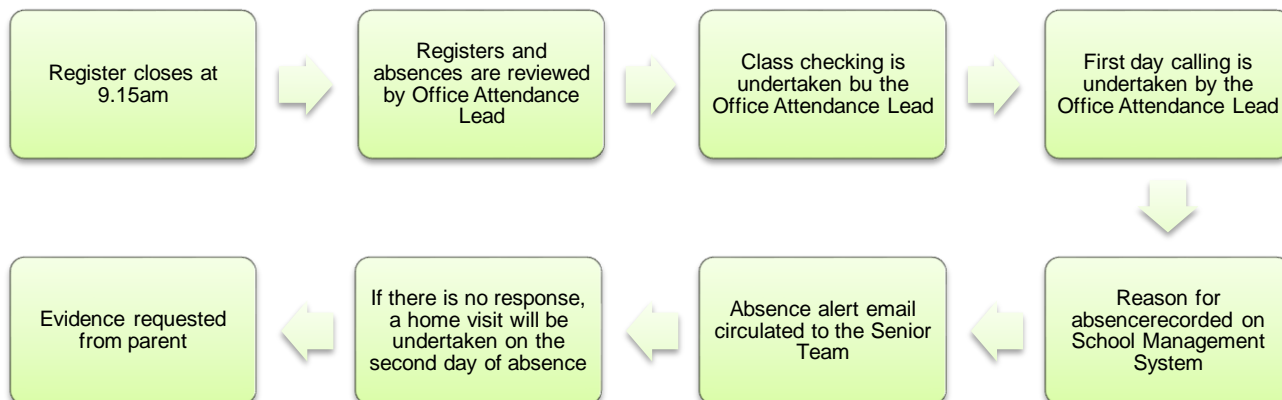 Register closes at
9.15am
Registers and
absences are reviewed
by Office Attendance
Lead
Class checking is
undertaken bu the
Office Attendance Lead
First day calling is
undertaken by the
Office Attendance Lead
Reason for
absencerecorded on
School Management
System
Absence alert email
circulated to the Senior
Team
If there is no response,
a home visit will be
undertaken on the
second day of absence
Evidence requested
from parent